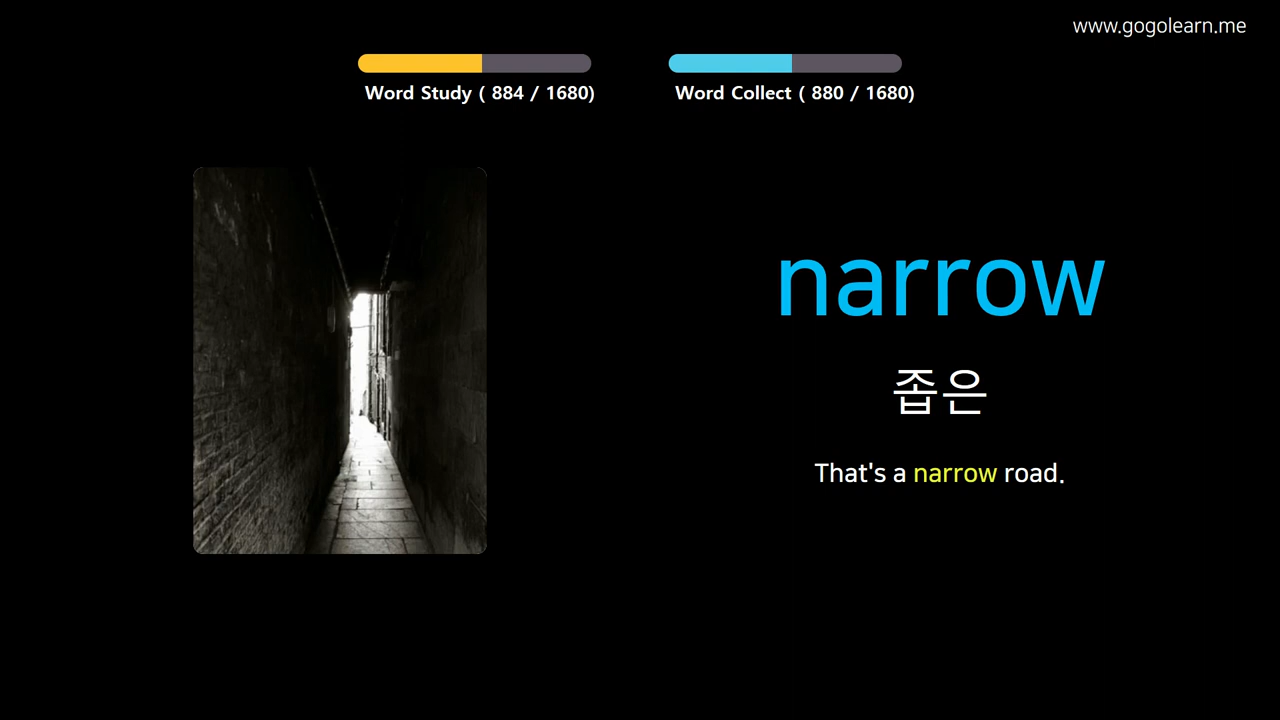 www.gogolearn.me
Word Study ( 884 / 1680)
Word Collect ( 880 / 1680)
narrow
좁은
That's a narrow road.